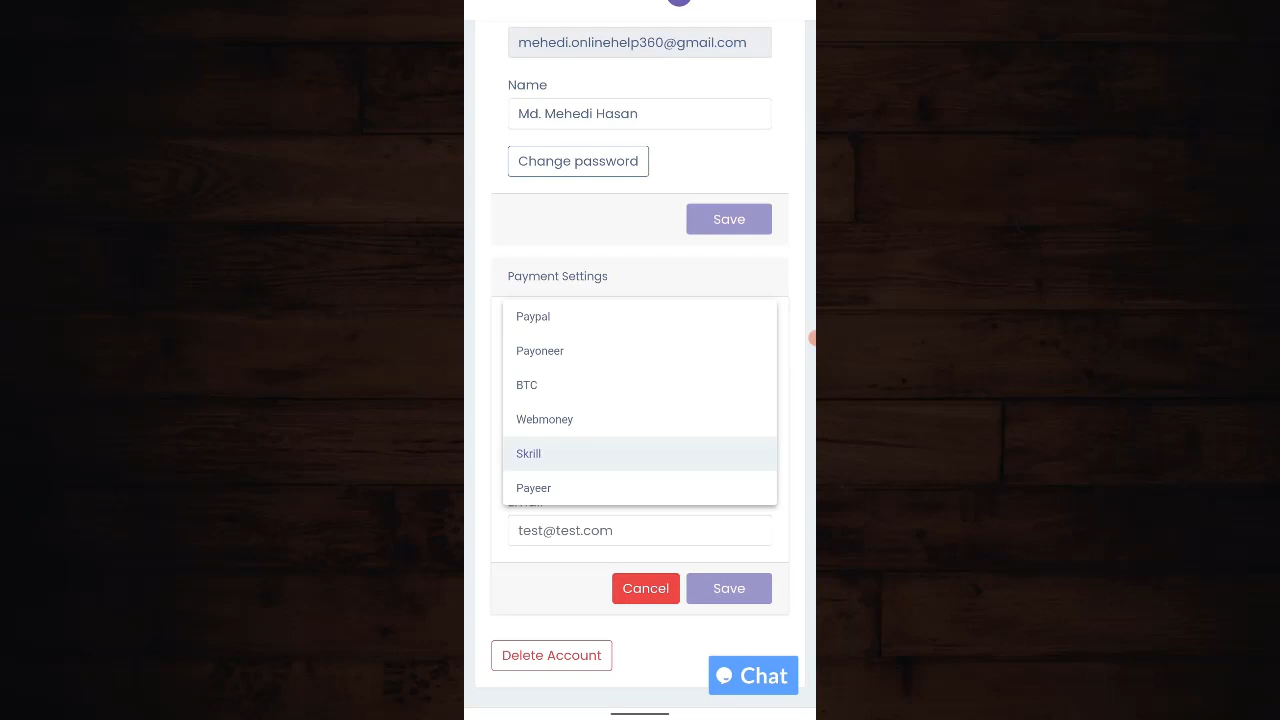 mehedi.onlinehelp360@gmail.com
Name
Md. Mehedi Hasan
Change password
Save
Payment Settings
Paypal
Payoneer
BTC
Webmoney
Skrill
Payeer
test@test.com
Cancel Save
Delete Account
Chat